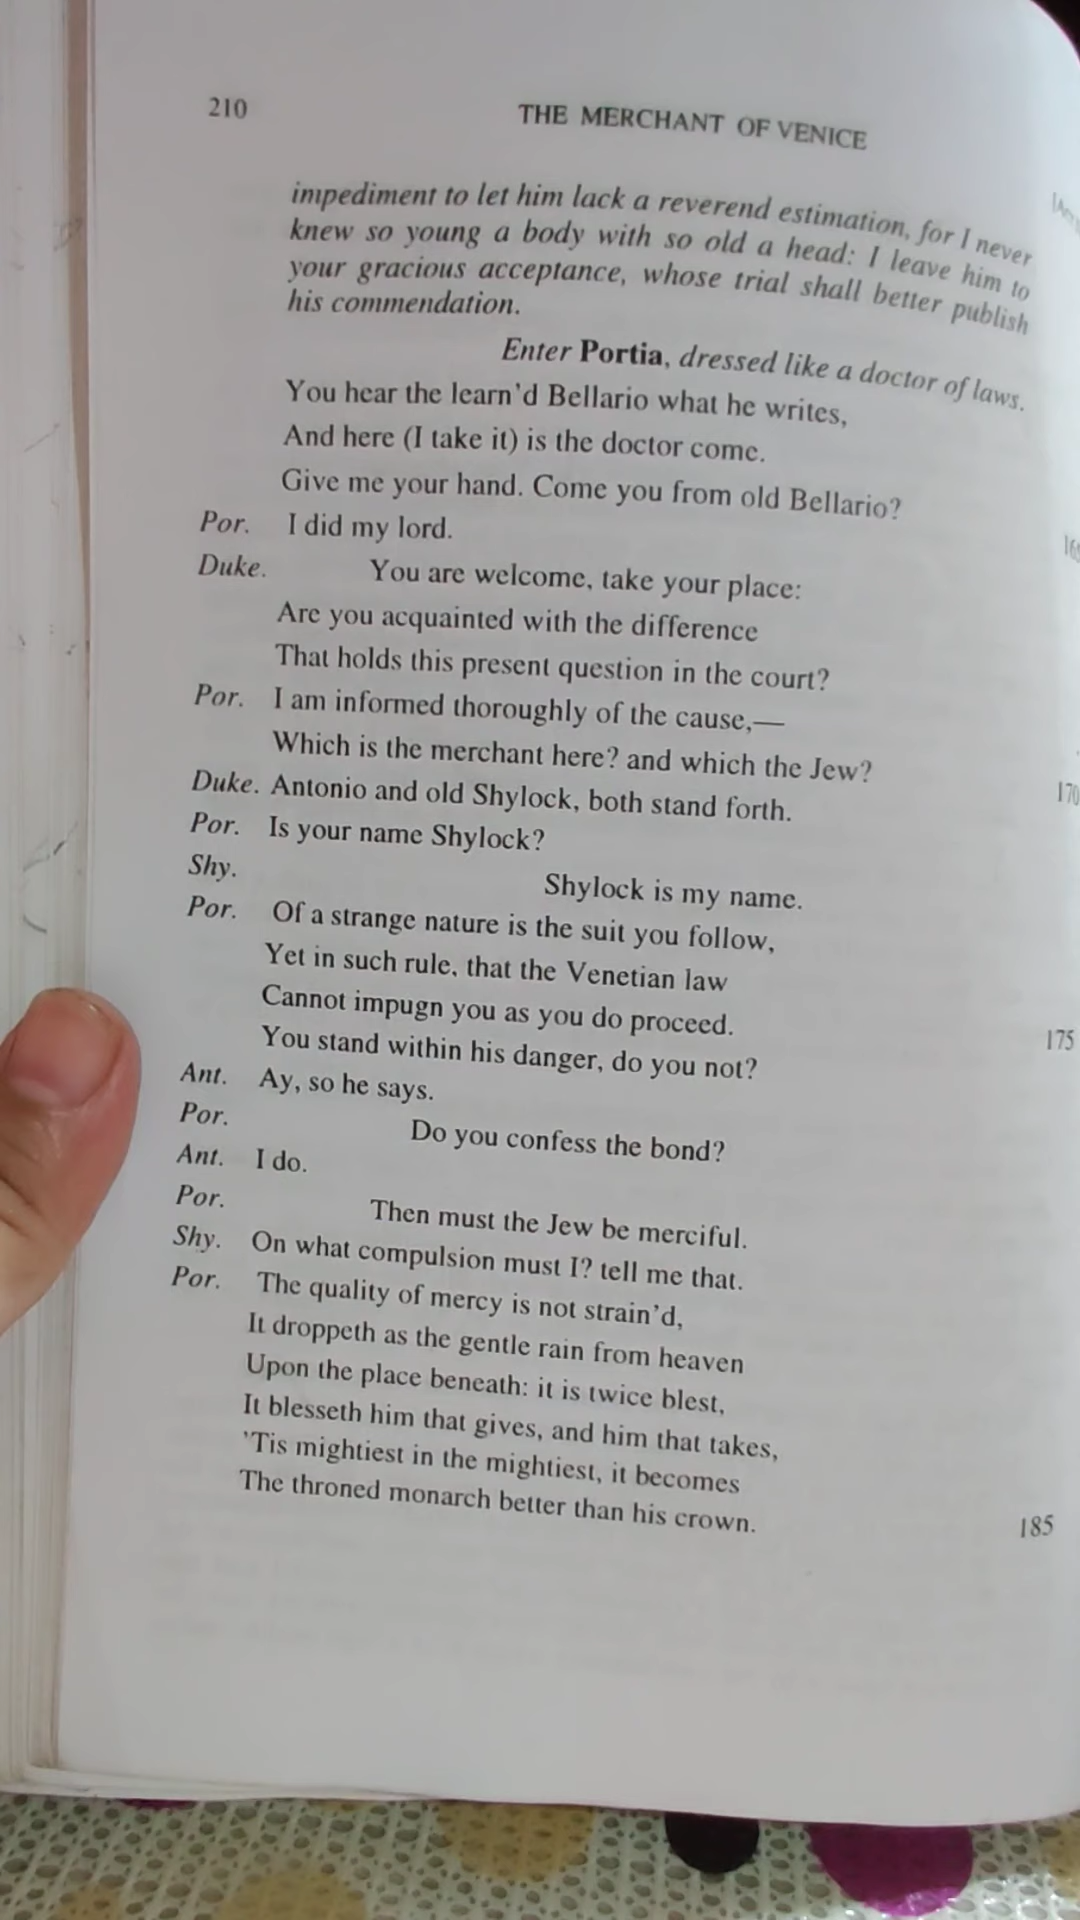 210 THE MERCHANT OF VENICE
impediment to let him lack a reverend estimation, for I never
knew so young a body with so old a head: I leave him to
your gracious acceptance, whose trial shall better publish
his commendation.
Enter Portia, dressed like a doctor of laws.
You hear the learn'd Bellario what he writes,
And here (I take it) is the doctor come.
Give me your hand. Come you from old Bellario?
Por. I did my lord.
Duke. You are welcome, take your place:
Are you acquainted with the difference
That holds this present question in the court?
Por. I am informed thoroughly of the cause,—
Which is the merchant here? and which the Jew?
Duke. Antonio and old Shylock, both stand forth. 170
Por. Is your name Shylock?
Shy. Shylock is my name.
Por. Of a strange nature is the suit you follow,
Yet in such rule, that the Venetian law
Cannot impugn you as you do proceed. 175
You stand within his danger, do you not?
Ant. Ay, so he says.
Por. Do you confess the bond?
Ant. I do.
Por. Then must the Jew be merciful.
Shy. On what compulsion must I? tell me that.
Por. The quality of mercy is not strain'd,
It droppeth as the gentle rain from heaven
Upon the place beneath: it is twice blest,
It blesseth him that gives, and him that takes,
'Tis mightiest in the mightiest, it becomes
The throned monarch better than his crown. 185